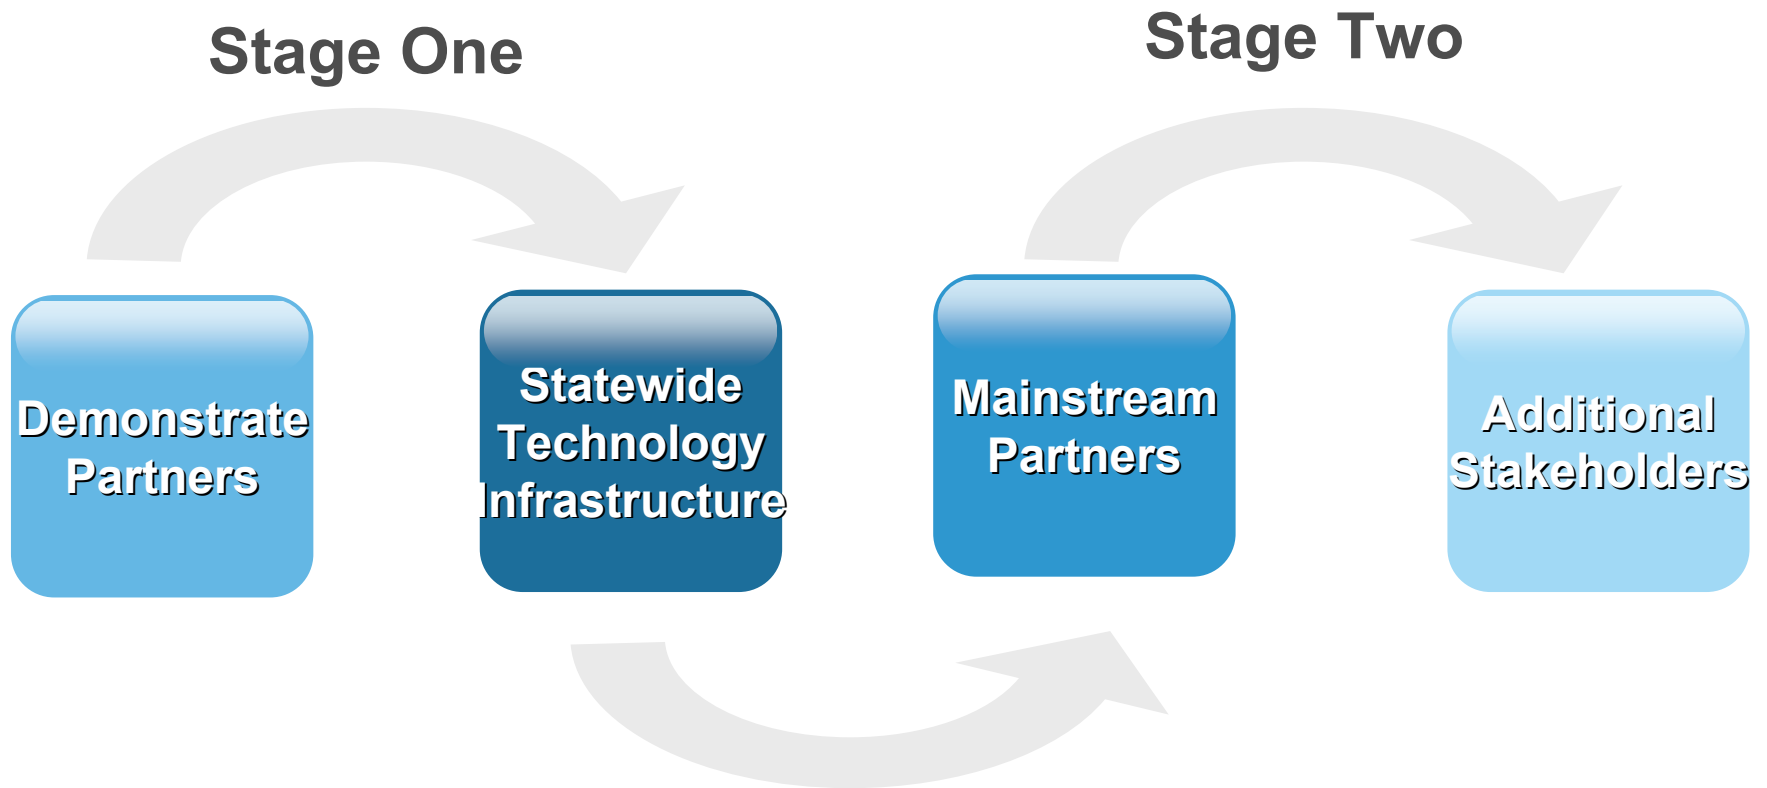 Stage One
Stage Two
Demonstrate
Partners
Statewide
Technology
Infrastructure
Mainstream
Partners
Additional
Stakeholders